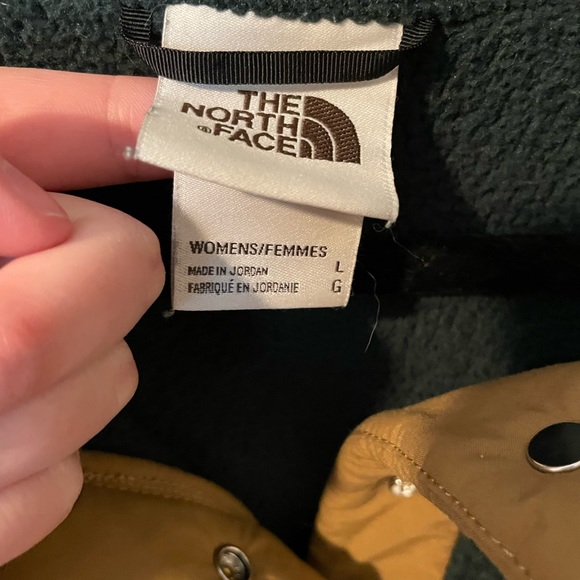 THE
NORTH
®FACE
WOMENS/FEMMES
MADE IN JORDAN L
FABRIQUÉ EN JORDANIE G